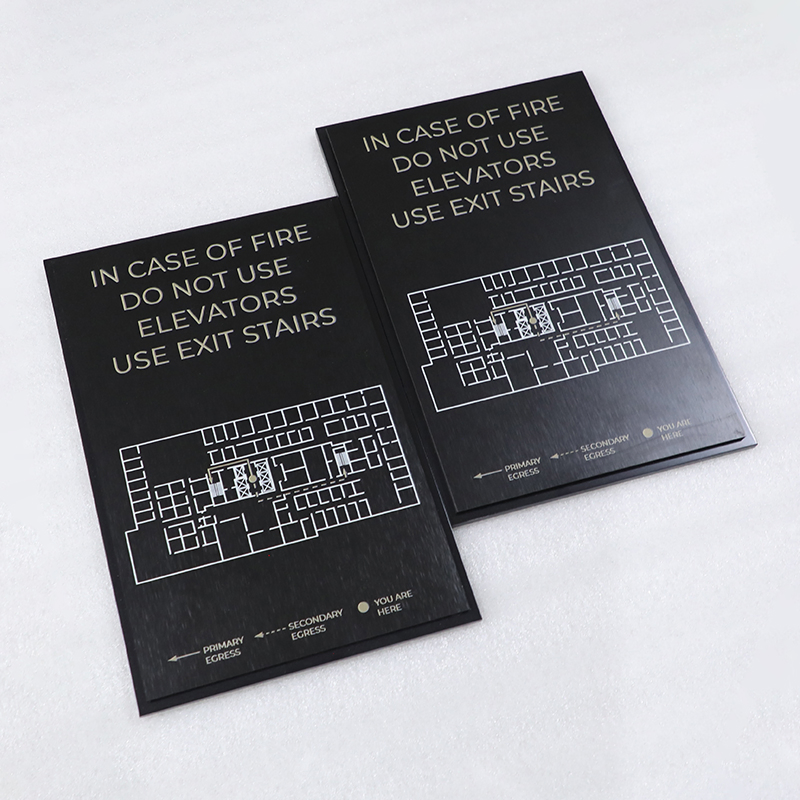 IN CASE OF FIRE
DO NOT USE
ELEVATORS
USE EXIT STAIRS
PRIMARY
EGRESS
SECONDARY
EGRESS
YOU ARE
HERE
IN CASE OF FIRE
DO NOT USE
ELEVATORS
USE EXIT STAIRS
PRIMARY
EGRESS
SECONDARY
EGRESS
YOU ARE
HERE